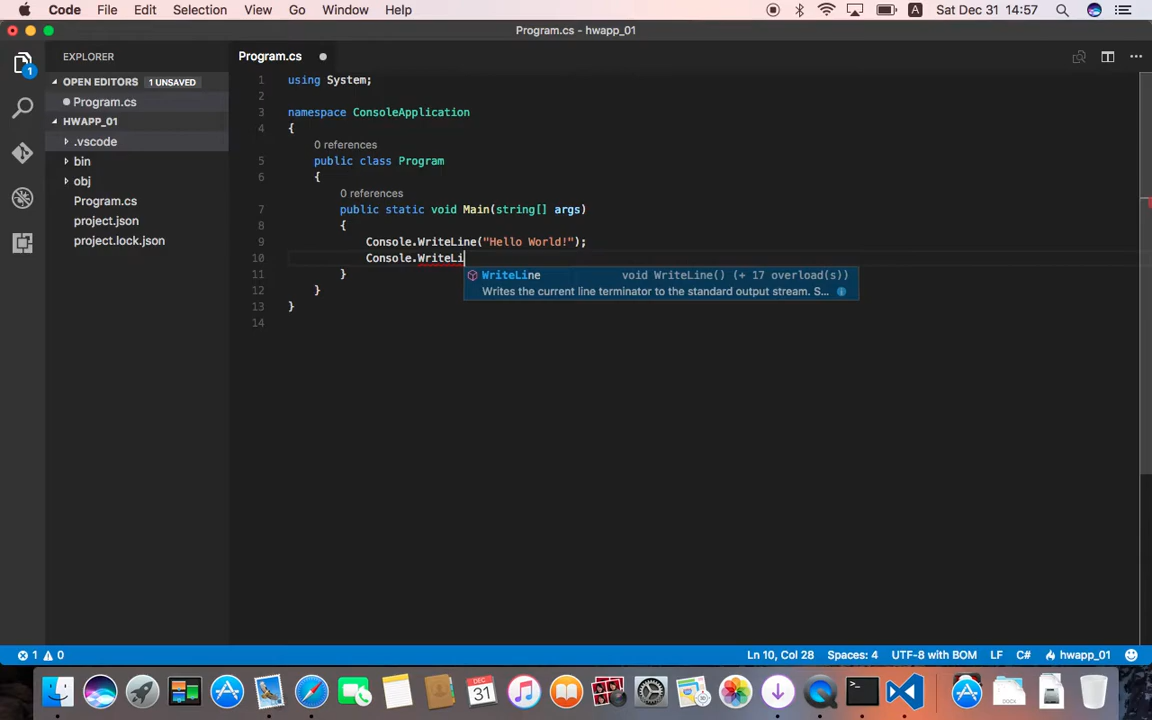 Code File Edit Selection View Go Window Help A Sat Dec 31 14:57
Program.cs - hwapp_01
EXPLORER
OPEN EDITORS 1 UNSAVED
Program.cs
HWAPP_01
.vscode
bin
obj
Program.cs
project.json
project.lock.json
1
Program.cs
1 using System;
2
3 namespace ConsoleApplication
4 {
0 references
5 public class Program
6 {
0 references
7 public static void Main(string[] args)
8 {
9 Console.WriteLine("Hello World!");
10 Console.WriteLi
WriteLine void WriteLine() (+ 17 overload(s))
Writes the current line terminator to the standard output stream. S...
11 }
12 }
13 }
14
1 0 Ln 10, Col 28 Spaces: 4 UTF-8 with BOM LF C# hwapp_01
DEC
31